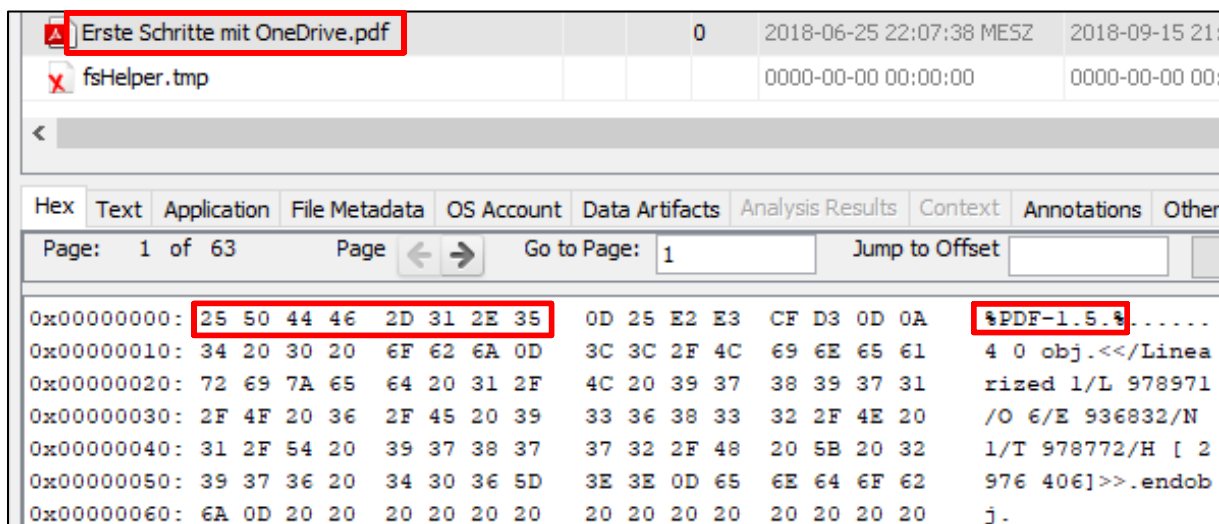 Erste Schritte mit OneDrive.pdf 0 2018-06-25 22:07:38 MESZ 2018-09-15 21:
fsHelper.tmp 0000-00-00 00:00:00 0000-00-00 00:
Hex Text Application File Metadata OS Account Data Artifacts Analysis Results Context Annotations Other
Page: 1 of 63 Page Go to Page: 1 Jump to Offset
0x00000000: 25 50 44 46 2D 31 2E 35 0D 25 E2 E3 CF D3 0D 0A %PDF-1.5.%......
0x00000010: 34 20 30 20 6F 62 6A 0D 3C 3C 2F 4C 69 6E 65 61 4 0 obj.<</Linea
0x00000020: 72 69 7A 65 64 20 31 2F 4C 20 39 37 38 39 37 31 rized 1/L 978971
0x00000030: 2F 4F 20 36 2F 45 20 39 33 36 38 33 32 2F 4E 20 /O 6/E 936832/N
0x00000040: 31 2F 54 20 39 37 38 37 37 32 2F 48 20 5B 20 32 1/T 978772/H [ 2
0x00000050: 39 37 36 20 34 30 36 5D 3E 3E 0D 65 6E 64 6F 62 976 406]>>.endob
0x00000060: 6A 0D 20 20 20 20 20 20 20 20 20 20 20 20 20 20 j.